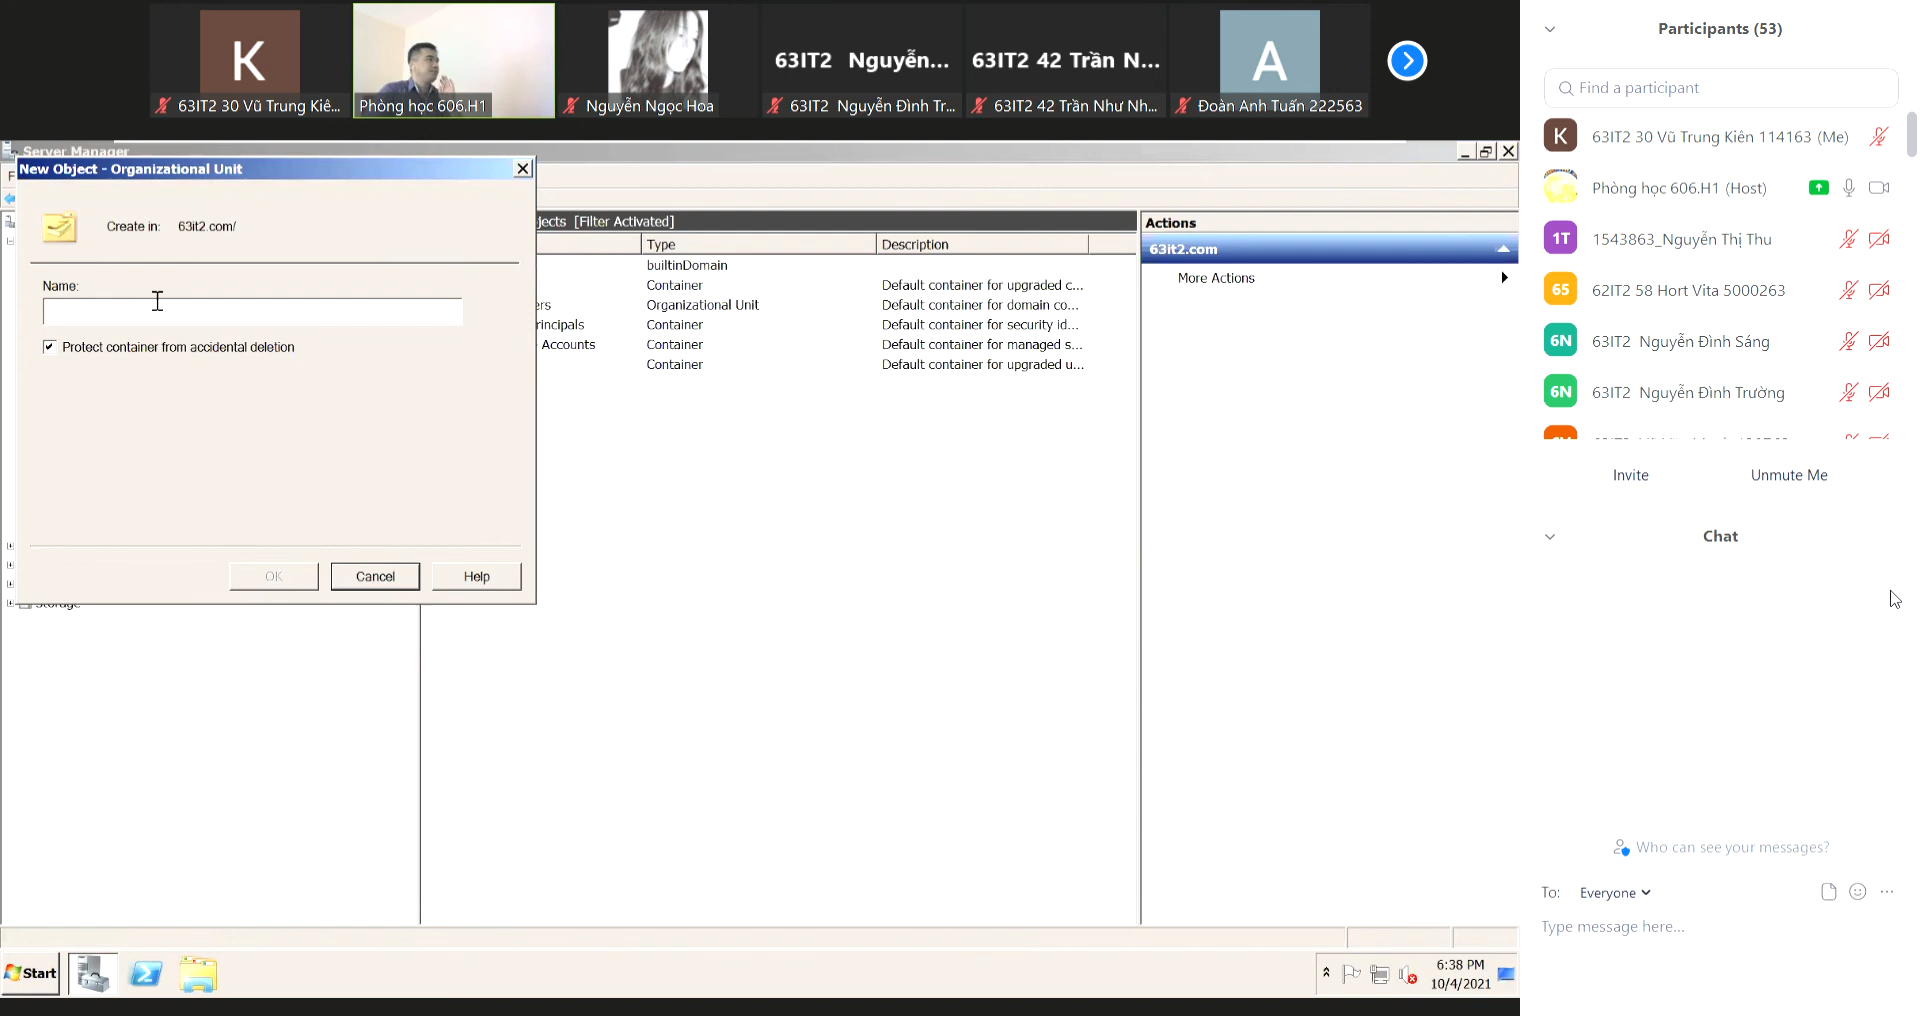 K
63IT2 30 Vũ Trung Kiê...
Phòng học 606.H1
Nguyễn Ngọc Hoa
63IT2 Nguyễn...
63IT2 Nguyễn Đình Tr...
63IT2 42 Trần N...
63IT2 42 Trần Như Nh...
A
Đoàn Anh Tuấn 222563
Server Manager
New Object - Organizational Unit
Create in: 63it2.com/
Name:
Protect container from accidental deletion
OK
Cancel
Help
Storage
jects [Filter Activated]
Type
Description
builtinDomain
Container
Default container for upgraded c...
ers
Organizational Unit
Default container for domain co...
rincipals
Container
Default container for security id...
Accounts
Container
Default container for managed s...
Container
Default container for upgraded u...
Actions
63it2.com
More Actions
Start
6:38 PM
10/4/2021
Participants (53)
Find a participant
K
63IT2 30 Vũ Trung Kiên 114163 (Me)
Phòng học 606.H1 (Host)
1T
1543863_Nguyễn Thị Thu
65
62IT2 58 Hort Vita 5000263
6N
63IT2 Nguyễn Đình Sáng
6N
63IT2 Nguyễn Đình Trường
Invite
Unmute Me
Chat
Who can see your messages?
To: Everyone
Type message here...